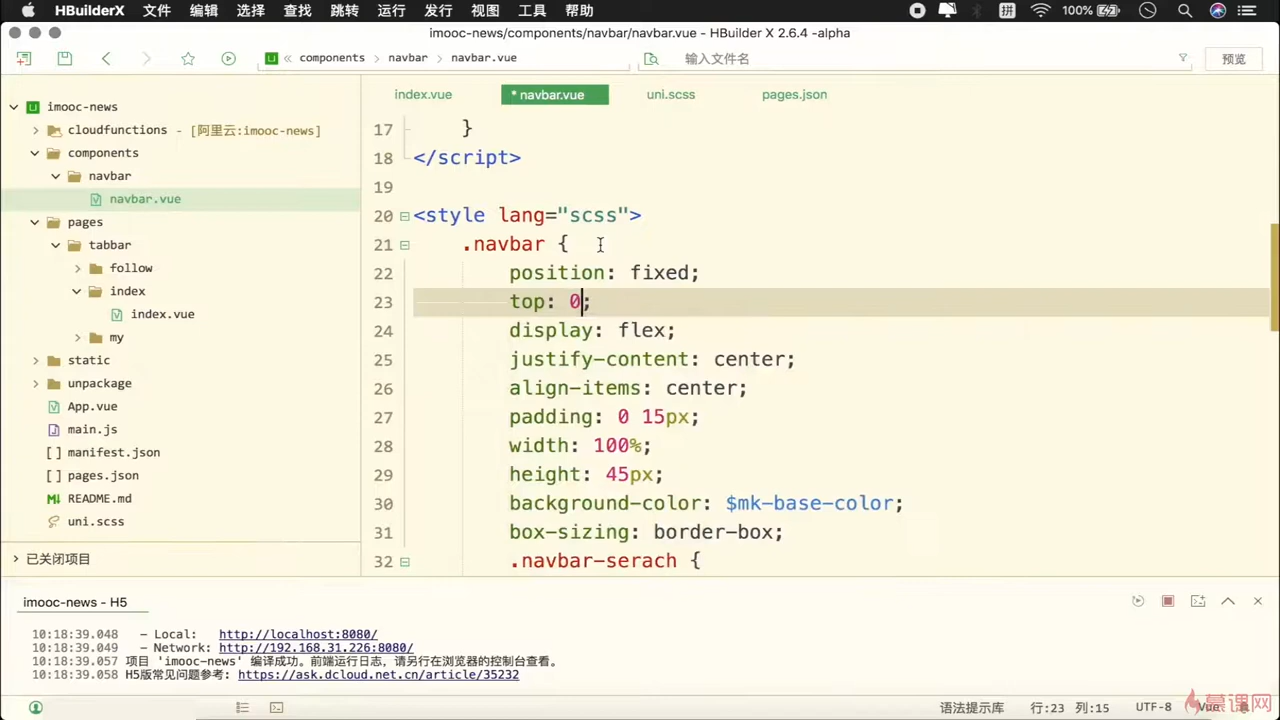 HBuilderX 文件 编辑 选择 查找 跳转 运行 发行 视图 工具 帮助 拼 100%
imooc-news/components/navbar/navbar.vue - HBuilder X 2.6.4 -alpha
components navbar navbar.vue 输入文件名 预览
imooc-news
cloudfunctions - [阿里云:imooc-news]
components
navbar
navbar.vue
pages
tabbar
follow
index
index.vue
my
static
unpackage
App.vue
main.js
[ ] manifest.json
[ ] pages.json
M README.md
uni.scss
已关闭项目
index.vue * navbar.vue uni.scss pages.json
17 }
18 </script>
19
20 <style lang="scss">
21 .navbar {
22 position: fixed;
23 top: 0;
24 display: flex;
25 justify-content: center;
26 align-items: center;
27 padding: 0 15px;
28 width: 100%;
29 height: 45px;
30 background-color: $mk-base-color;
31 box-sizing: border-box;
32 .navbar-serach {
imooc-news - H5
10:18:39.048 - Local: http://localhost:8080/
10:18:39.049 - Network: http://192.168.31.226:8080/
10:18:39.057 项目 'imooc-news' 编译成功。前端运行日志，请另行在浏览器的控制台查看。
10:18:39.058 H5版常见问题参考: https://ask.dcloud.net.cn/article/35232
语法提示库 行:23 列:15 UTF-8 Vue
慕课网